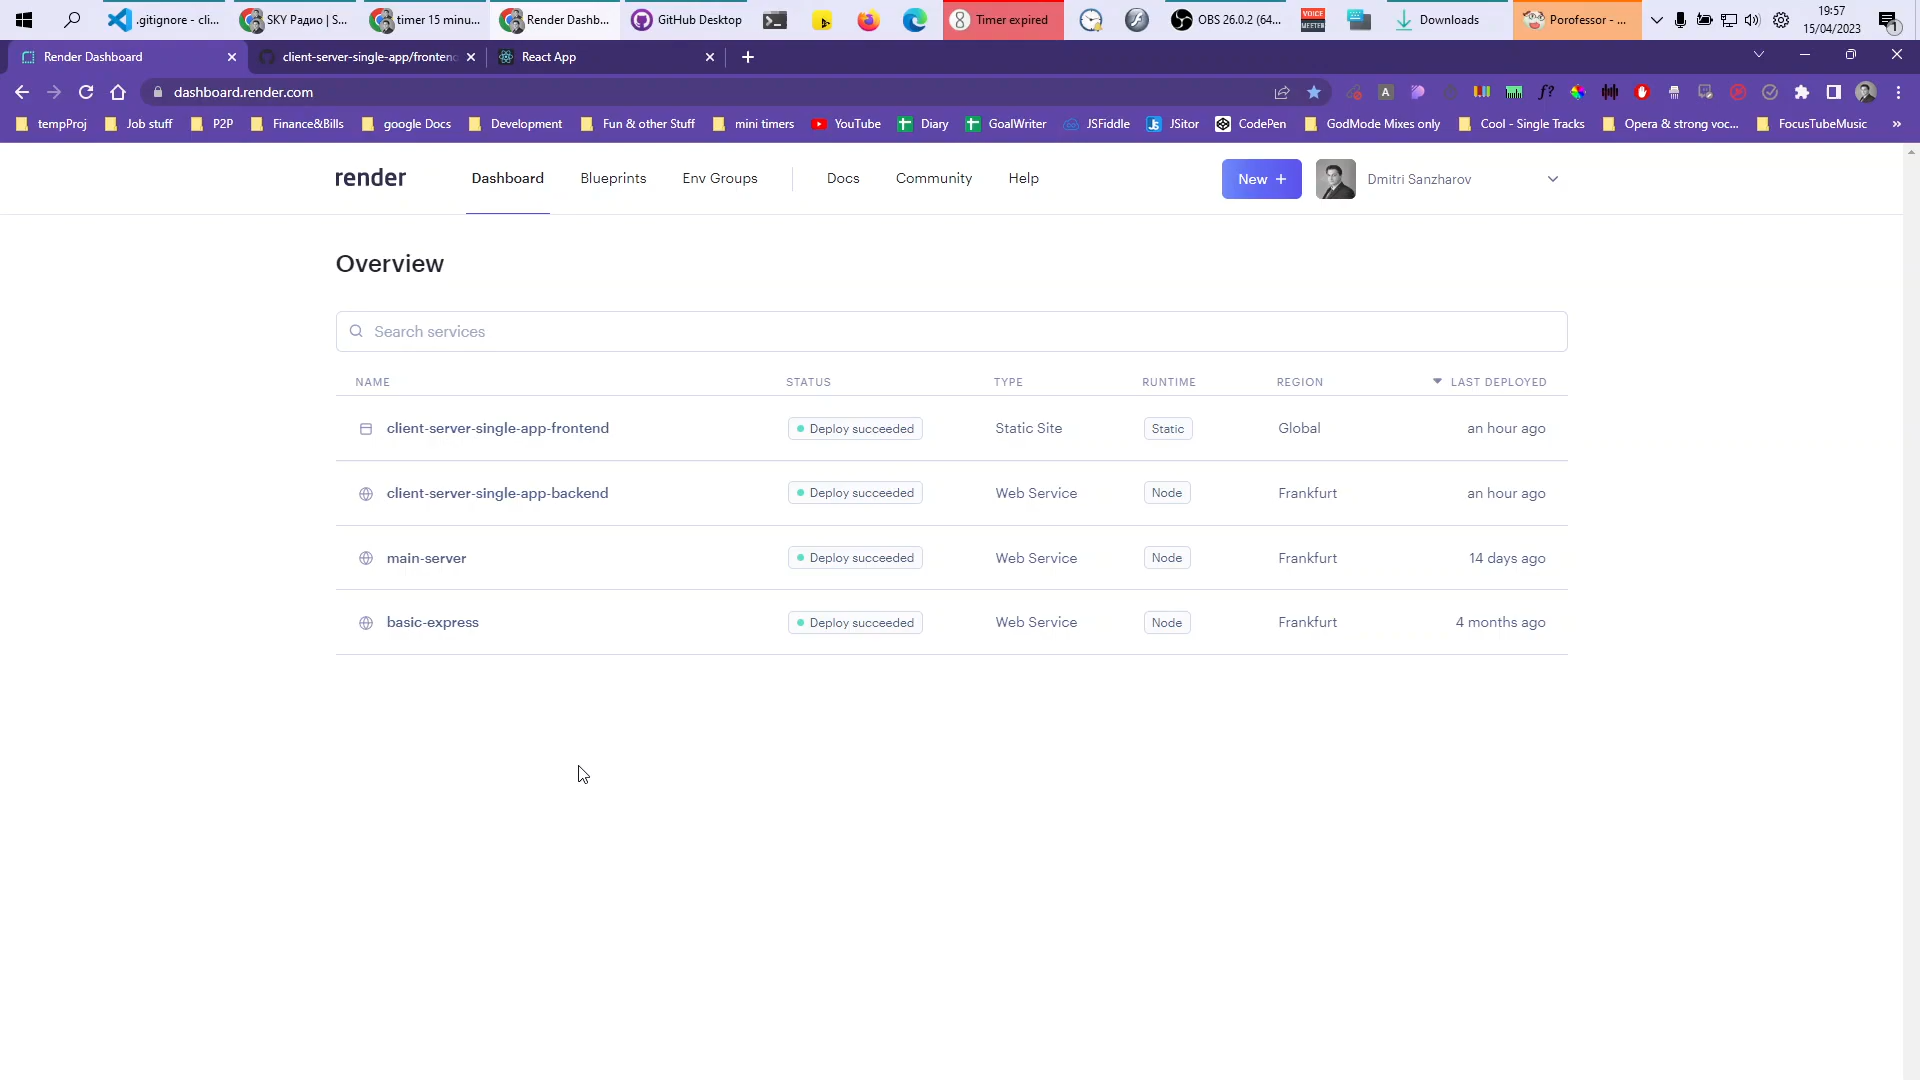 .gitignore - cli...
SKY Радио | S...
timer 15 minu...
Render Dashb...
GitHub Desktop
8
Timer expired
OBS 26.0.2 (64...
VOICE
MEETER
Downloads
Porofessor - ...
19:57
15/04/2023
1
Render Dashboard
client-server-single-app/frontend
React App
dashboard.render.com
A
f?
tempProj
Job stuff
P2P
Finance&Bills
google Docs
Development
Fun & other Stuff
mini timers
YouTube
Diary
GoalWriter
JSFiddle
JSitor
CodePen
GodMode Mixes only
Cool - Single Tracks
Opera & strong voc...
FocusTubeMusic
»
render
Dashboard
Blueprints
Env Groups
Docs
Community
Help
New +
Dmitri Sanzharov
Overview
Search services
NAME STATUS TYPE RUNTIME REGION LAST DEPLOYED
client-server-single-app-frontend Deploy succeeded Static Site Static Global an hour ago
client-server-single-app-backend Deploy succeeded Web Service Node Frankfurt an hour ago
main-server Deploy succeeded Web Service Node Frankfurt 14 days ago
basic-express Deploy succeeded Web Service Node Frankfurt 4 months ago